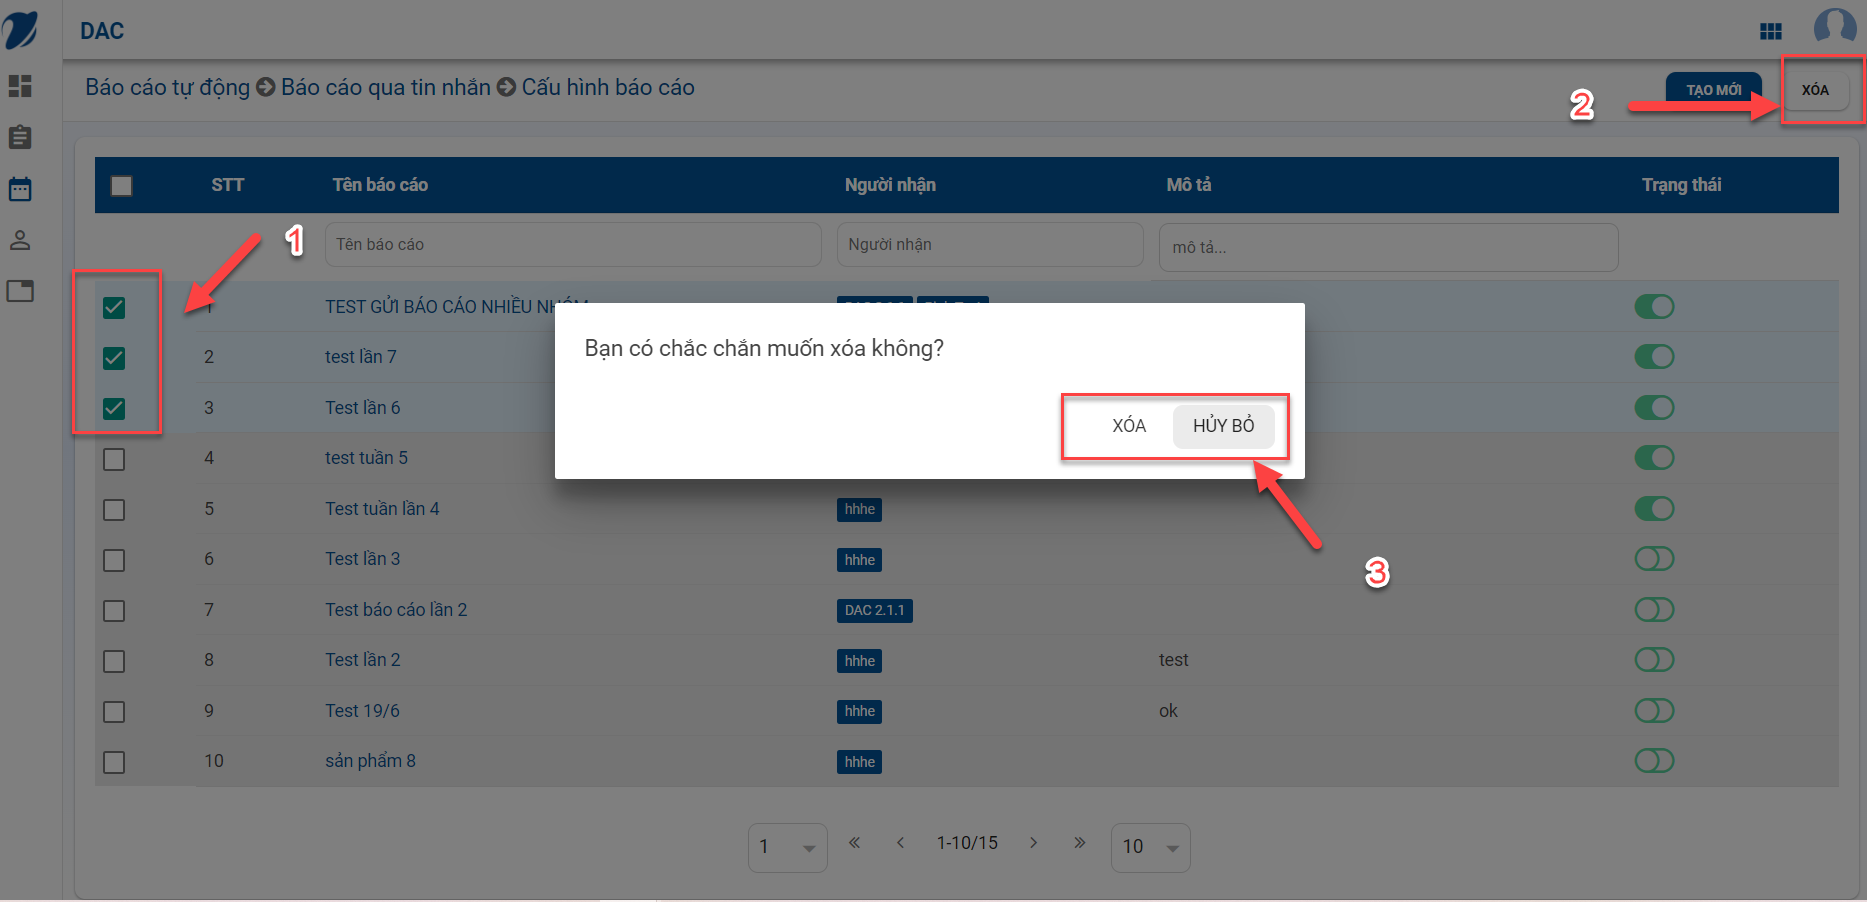 DAC
Báo cáo tự động Báo cáo qua tin nhắn Cấu hình báo cáo
TẠO MỚI XÓA
2
STT Tên báo cáo Người nhận Mô tả Trạng thái
1
Tên báo cáo Người nhận mô tả...
1 TEST GỬI BÁO CÁO NHIỀU NHÓM
2 test lần 7
3 Test lần 6
Bạn có chắc chắn muốn xóa không?
XÓA HỦY BỎ
3
4 test tuần 5
5 Test tuần lần 4 hhhe
6 Test lần 3 hhhe
7 Test báo cáo lần 2 DAC 2.1.1
8 Test lần 2 hhhe test
9 Test 19/6 hhhe ok
10 sản phẩm 8 hhhe
1 1-10/15 10